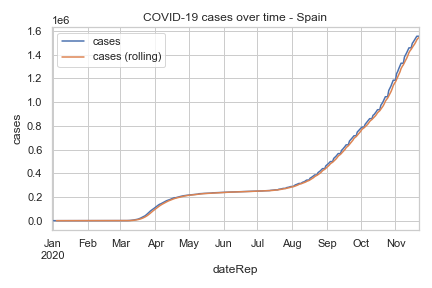 COVID-19 cases over time - Spain
1e6
cases
cases (rolling)
1.6
1.4
1.2
1.0
0.8
0.6
0.4
0.2
0.0
cases
Jan Feb Mar Apr May Jun Jul Aug Sep Oct Nov
2020
dateRep